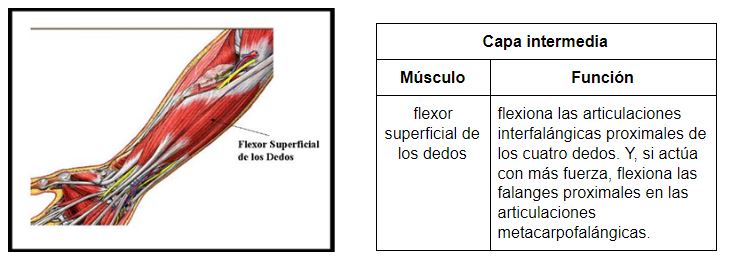 Flexor Superficial
de los Dedos
Capa intermedia
Músculo
Función
flexor
superficial de
los dedos
flexiona las articulaciones
interfalángicas proximales de
los cuatro dedos. Y, si actúa
con más fuerza, flexiona las
falanges proximales en las
articulaciones
metacarpofalángicas.